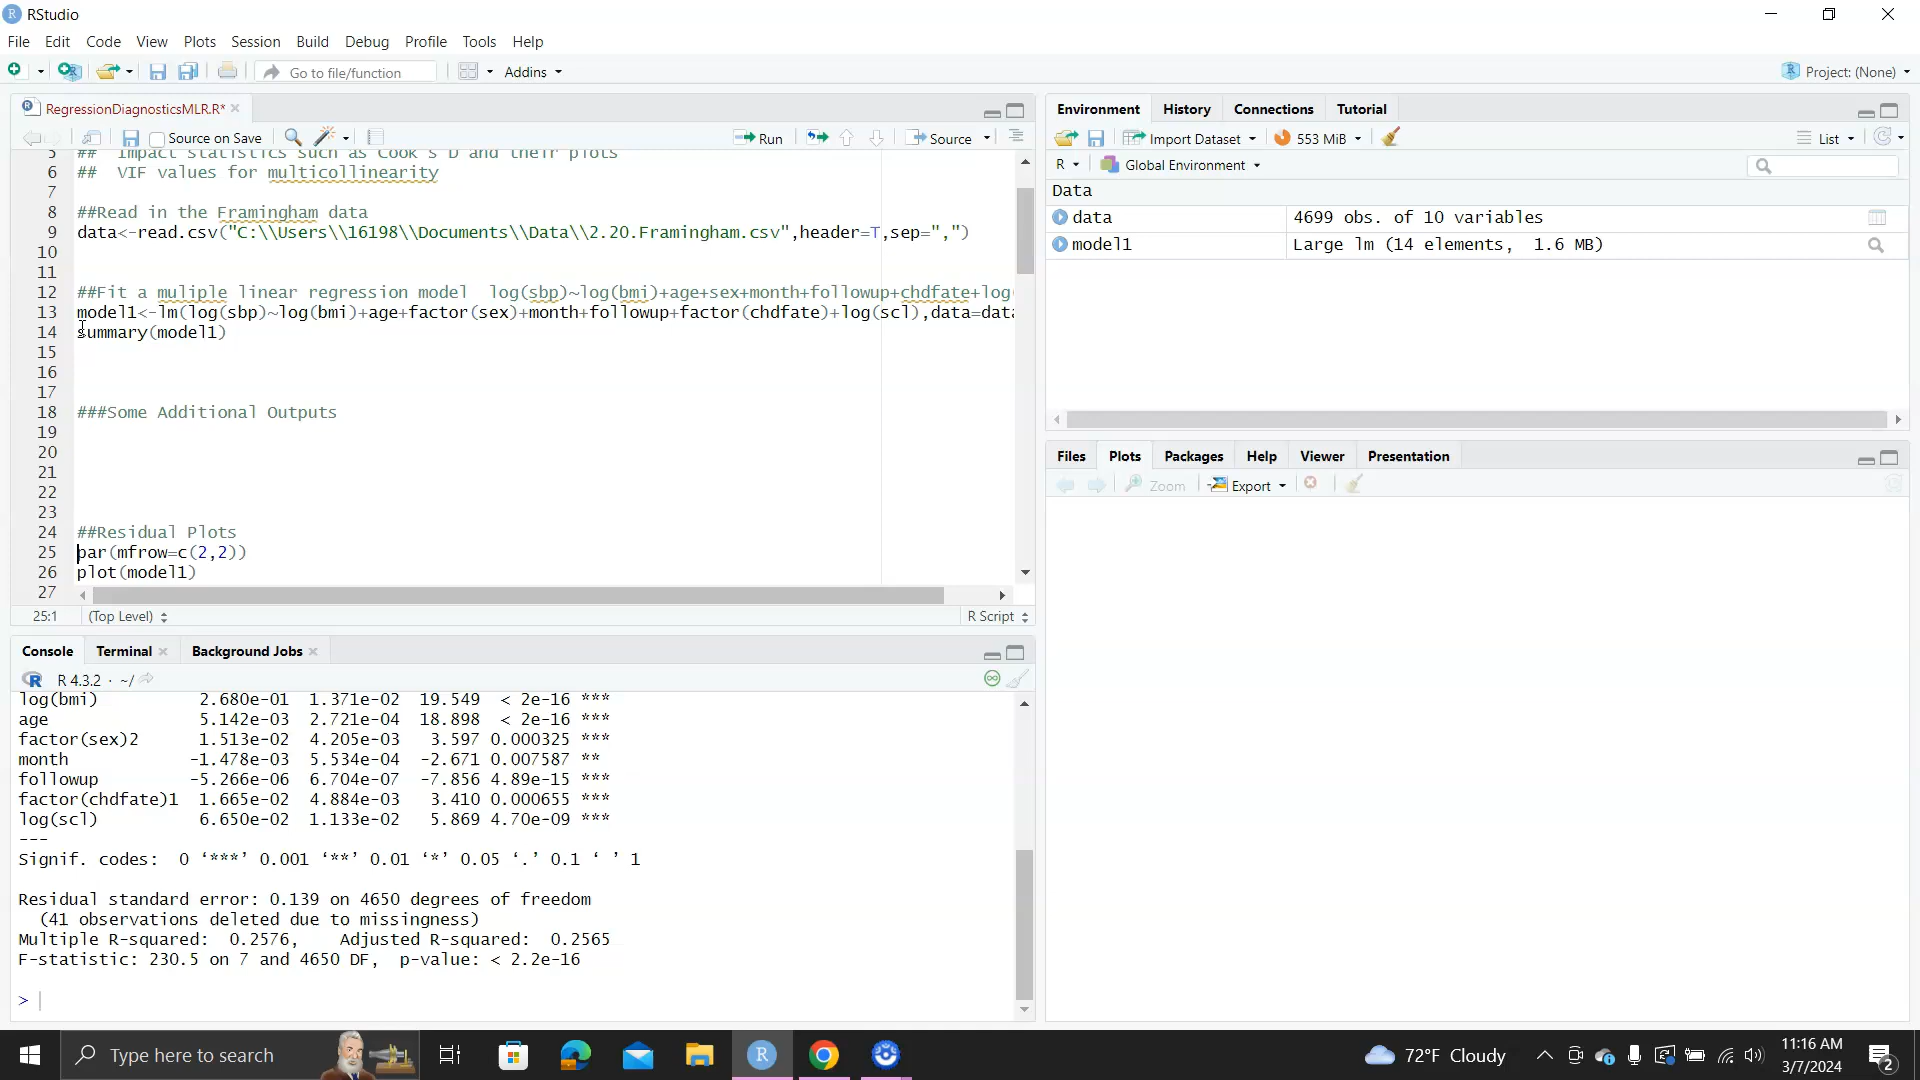 RStudio
File Edit Code View Plots Session Build Debug Profile Tools Help
Go to file/function Addins Project: (None)
RegressionDiagnosticsMLR.R*
Source on Save Run Source
5 ## Impact statistics such as Cook's D and their plots
6 ## VIF values for multicollinearity
7
8 ##Read in the Framingham data
9 data<-read.csv("C:\\Users\\16198\\Documents\\Data\\2.20.Framingham.csv",header=T,sep=",")
10
11
12 ##Fit a muliple linear regression model log(sbp)~log(bmi)+age+sex+month+followup+chdfate+log(
13 model1<-lm(log(sbp)~log(bmi)+age+factor(sex)+month+followup+factor(chdfate)+log(scl),data=data
14 summary(model1)
15
16
17
18 ###Some Additional Outputs
19
20
21
22
23
24 ##Residual Plots
25 par(mfrow=c(2,2))
26 plot(model1)
27
25:1 (Top Level) R Script
Console Terminal Background Jobs
R 4.3.2 · ~/
log(bmi) 2.680e-01 1.371e-02 19.549 < 2e-16 ***
age 5.142e-03 2.721e-04 18.898 < 2e-16 ***
factor(sex)2 1.513e-02 4.205e-03 3.597 0.000325 ***
month -1.478e-03 5.534e-04 -2.671 0.007587 **
followup -5.266e-06 6.704e-07 -7.856 4.89e-15 ***
factor(chdfate)1 1.665e-02 4.884e-03 3.410 0.000655 ***
log(scl) 6.650e-02 1.133e-02 5.869 4.70e-09 ***
---
Signif. codes: 0 ‘***’ 0.001 ‘**’ 0.01 ‘*’ 0.05 ‘.’ 0.1 ‘ ’ 1
Residual standard error: 0.139 on 4650 degrees of freedom
(41 observations deleted due to missingness)
Multiple R-squared: 0.2576, Adjusted R-squared: 0.2565
F-statistic: 230.5 on 7 and 4650 DF, p-value: < 2.2e-16
>
Environment History Connections Tutorial
Import Dataset 553 MiB List
R Global Environment
Data
data 4699 obs. of 10 variables
model1 Large lm (14 elements, 1.6 MB)
Files Plots Packages Help Viewer Presentation
Zoom Export
Type here to search
72°F Cloudy
11:16 AM
3/7/2024
2